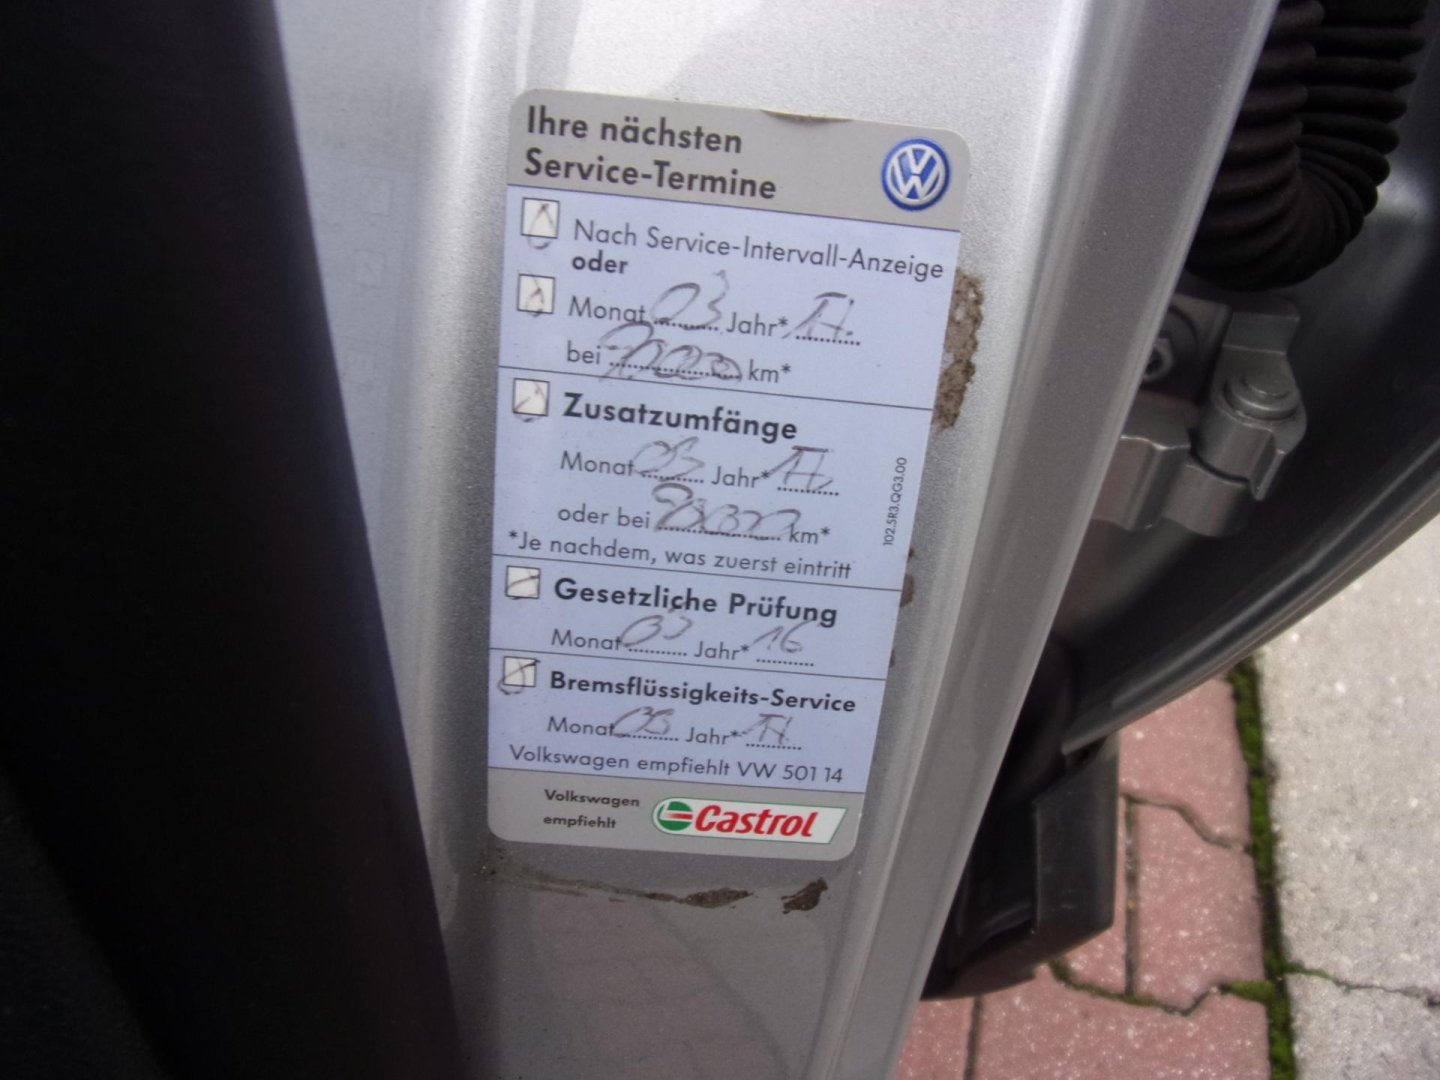 Ihre nächsten
Service-Termine
Nach Service-Intervall-Anzeige
oder
Monat 03 Jahr* 17.
bei km*
Zusatzumfänge
Monat 03 Jahr* 17.
oder bei km*
*Je nachdem, was zuerst eintritt
102.5R3.QG3.00
Gesetzliche Prüfung
Monat 03 Jahr* 16
Bremsflüssigkeits-Service
Monat 03 Jahr* 17
Volkswagen empfiehlt VW 501 14
Volkswagen
empfiehlt
Castrol